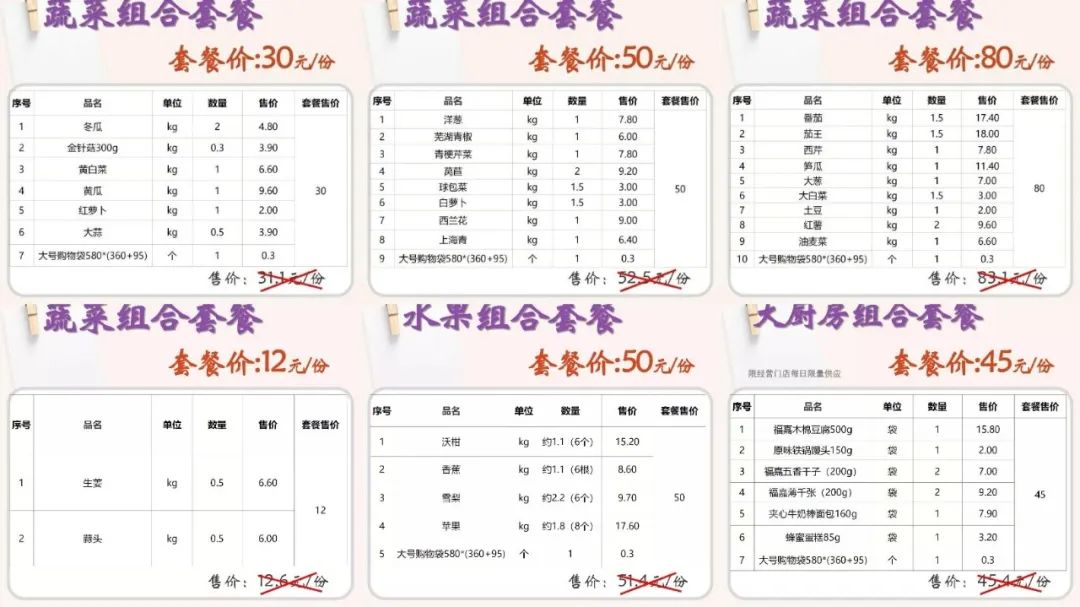 蔬菜组合套餐
套餐价:30元/份
序号 品名 单位 数量 售价 套餐售价
1 冬瓜 kg 2 4.80
2 金针菇300g kg 0.3 3.90
3 黄白菜 kg 1 6.60
4 黄瓜 kg 1 9.60
30
5 红萝卜 kg 1 2.00
6 大蒜 kg 0.5 3.90
7 大号购物袋580*(360+95) 个 1 0.3
售价：31.1元/份
蔬菜组合套餐
套餐价:50元/份
序号 品名 单位 数量 售价 套餐售价
1 洋葱 kg 1 7.80
2 芜湖青椒 kg 1 6.00
3 青梗芹菜 kg 1 7.80
4 莴苣 kg 2 9.20
5 球包菜 kg 1.5 3.00
50
6 白萝卜 kg 1.5 3.00
7 西兰花 kg 1 9.00
8 上海青 kg 1 6.40
9 大号购物袋580*(360+95) 个 1 0.3
售价：52.5元/份
蔬菜组合套餐
套餐价:80元/份
序号 品名 单位 数量 售价 套餐售价
1 番茄 kg 1.5 17.40
2 茄王 kg 1.5 18.00
3 西芹 kg 1 7.80
4 笋瓜 kg 1 11.40
5 大葱 kg 1 7.00
80
6 大白菜 kg 1.5 3.00
7 土豆 kg 1 2.00
8 红薯 kg 2 9.60
9 油麦菜 kg 1 6.60
10 大号购物袋580*(360+95) 个 1 0.3
售价：83.1元/份
蔬菜组合套餐
套餐价:12元/份
序号 品名 单位 数量 售价 套餐售价
1 生姜 kg 0.5 6.60
12
2 蒜头 kg 0.5 6.00
售价：12.6元/份
水果组合套餐
套餐价:50元/份
序号 品名 单位 数量 售价 套餐售价
1 沃柑 kg 约1.1（6个） 15.20
2 香蕉 kg 约1.1（6根） 8.60
3 雪梨 kg 约2.2（6个） 9.70
50
4 苹果 kg 约1.8（8个） 17.60
5 大号购物袋580*(360+95) 个 1 0.3
售价：51.4元/份
大厨房组合套餐
套餐价:45元/份
限经营门店每日限量供应
序号 品名 单位 数量 售价 套餐售价
1 福嘉木棉豆腐500g 袋 1 15.80
2 原味铁锅馒头150g 袋 1 2.00
3 福嘉五香干子（200g） 袋 2 7.00
4 福嘉薄千张（200g） 袋 2 9.20
45
5 夹心牛奶棒面包160g 袋 1 7.90
6 蜂蜜蛋糕85g 袋 1 3.20
7 大号购物袋580*(360+95) 个 1 0.3
售价：45.4元/份